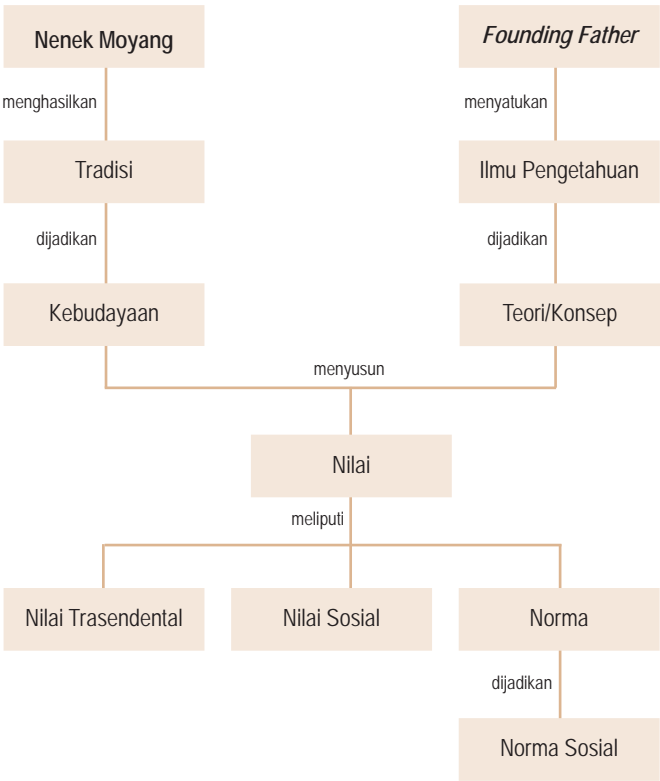 Nenek Moyang
Founding Father
menghasilkan
menyatukan
Tradisi
Ilmu Pengetahuan
dijadikan
dijadikan
Kebudayaan
Teori/Konsep
menyusun
Nilai
meliputi
Nilai Trasendental
Nilai Sosial
Norma
dijadikan
Norma Sosial